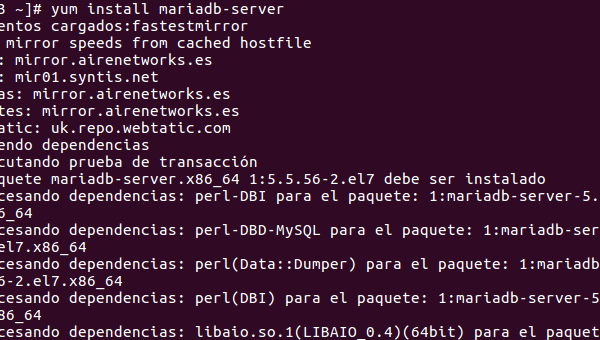 3 ~]# yum install mariadb-server
entos cargados:fastestmirror
mirror speeds from cached hostfile
: mirror.airenetworks.es
: mir01.syntis.net
as: mirror.airenetworks.es
tes: mirror.airenetworks.es
atic: uk.repo.webtatic.com
endo dependencias
cutando prueba de transacción
quete mariadb-server.x86_64 1:5.5.56-2.el7 debe ser instalado
cesando dependencias: perl-DBI para el paquete: 1:mariadb-server-5.
6_64
cesando dependencias: perl-DBD-MySQL para el paquete: 1:mariadb-ser
el7.x86_64
cesando dependencias: perl(Data::Dumper) para el paquete: 1:mariadb
6-2.el7.x86_64
cesando dependencias: perl(DBI) para el paquete: 1:mariadb-server-5
86_64
cesando dependencias: libaio.so.1(LIBAIO_0.4)(64bit) para el paquet